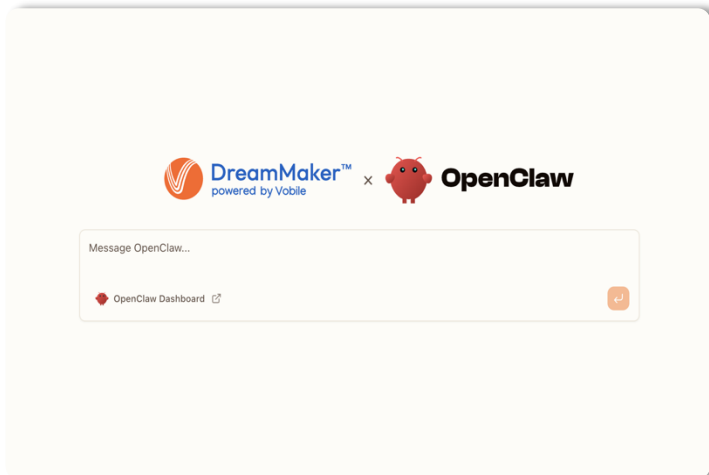 DreamMaker™
powered by Vobile
x
OpenClaw
Message OpenClaw...
OpenClaw Dashboard